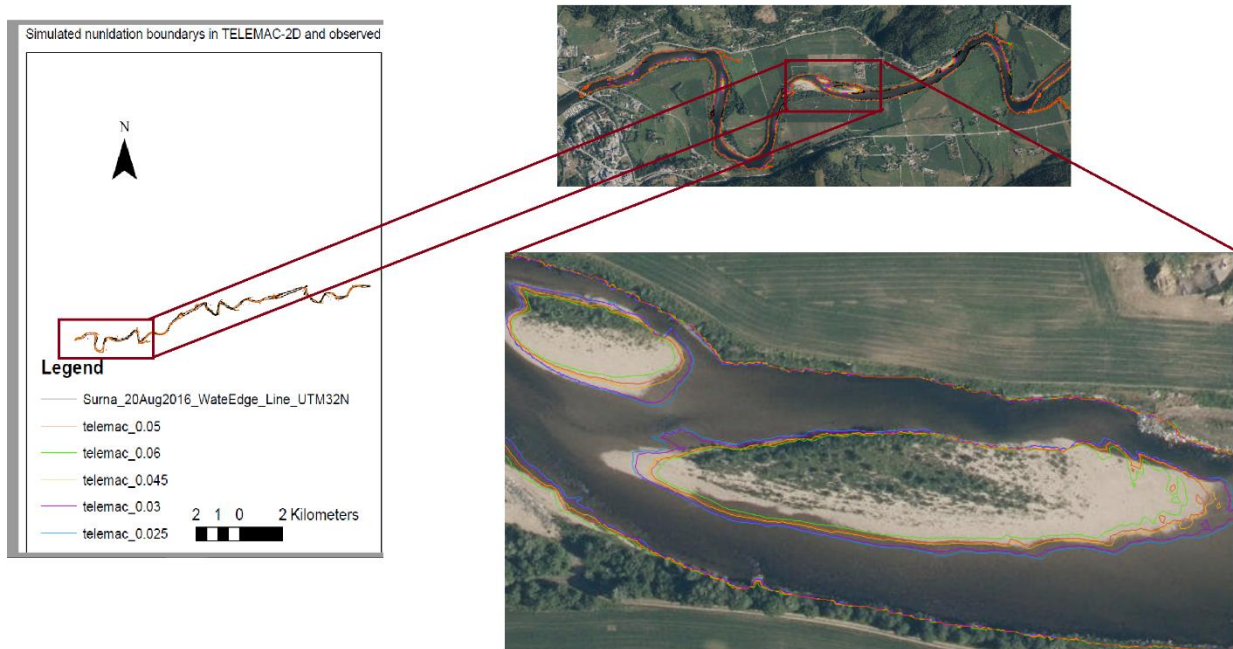 Simulated nunldation boundarys in TELEMAC-2D and observed
N
Legend
Surna_20Aug2016_WateEdge_Line_UTM32N
telemac_0.05
telemac_0.06
telemac_0.045
telemac_0.03
telemac_0.025
2 1 0 2 Kilometers